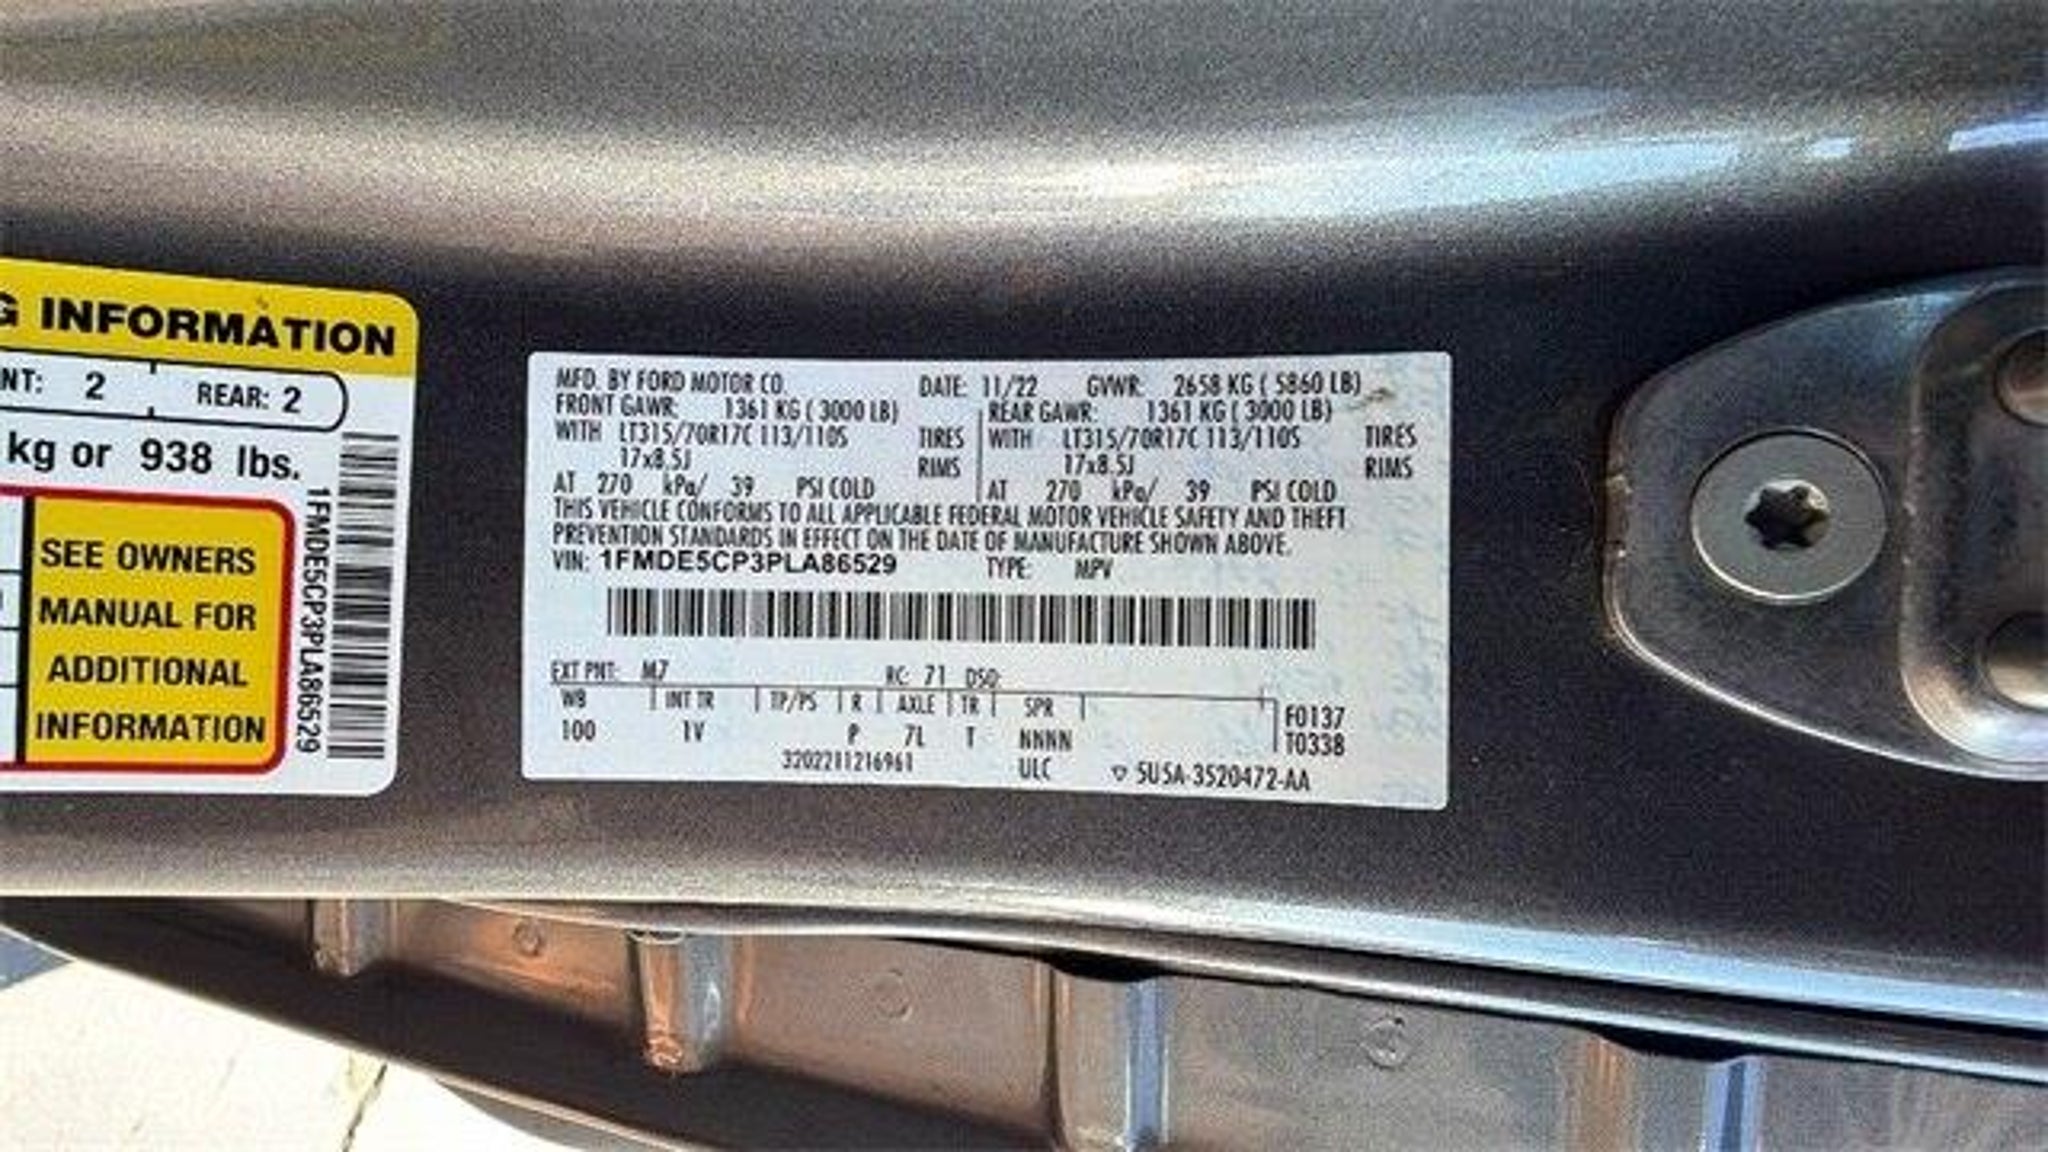 G INFORMATION
NT: 2 REAR: 2
kg or 938 lbs.
SEE OWNERS
MANUAL FOR
ADDITIONAL
INFORMATION
1FMDE5CP3PLA86529
MFD. BY FORD MOTOR CO. DATE: 11/22 GVWR: 2658 KG ( 5860 LB)
FRONT GAWR: 1361 KG ( 3000 LB) REAR GAWR: 1361 KG ( 3000 LB)
WITH LT315/70R17C 113/110S TIRES WITH LT315/70R17C 113/110S TIRES
17x8.5J RIMS 17x8.5J RIMS
AT 270 kPa/ 39 PSI COLD AT 270 kPa/ 39 PSI COLD
THIS VEHICLE CONFORMS TO ALL APPLICABLE FEDERAL MOTOR VEHICLE SAFETY AND THEFT
PREVENTION STANDARDS IN EFFECT ON THE DATE OF MANUFACTURE SHOWN ABOVE.
VIN: 1FMDE5CP3PLA86529 TYPE: MPV
EXT PNT: M7 RC: 71 DSO:
WB INT TR TP/PS R AXLE TR SPR F0137
100 1V P 7L T NNNN T0338
3202211216961 ULC 5U5A-3520472-AA